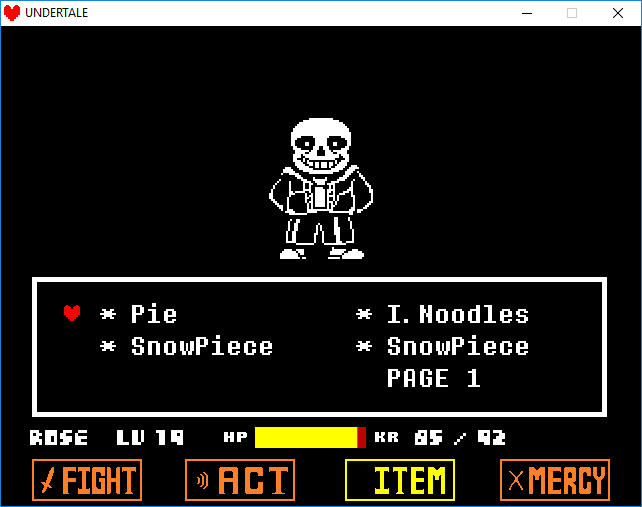 UNDERTALE
* Pie * I.Noodles
* SnowPiece * SnowPiece
PAGE 1
ROSE LV 19 HP KR 85 / 92
FIGHT ACT ITEM MERCY